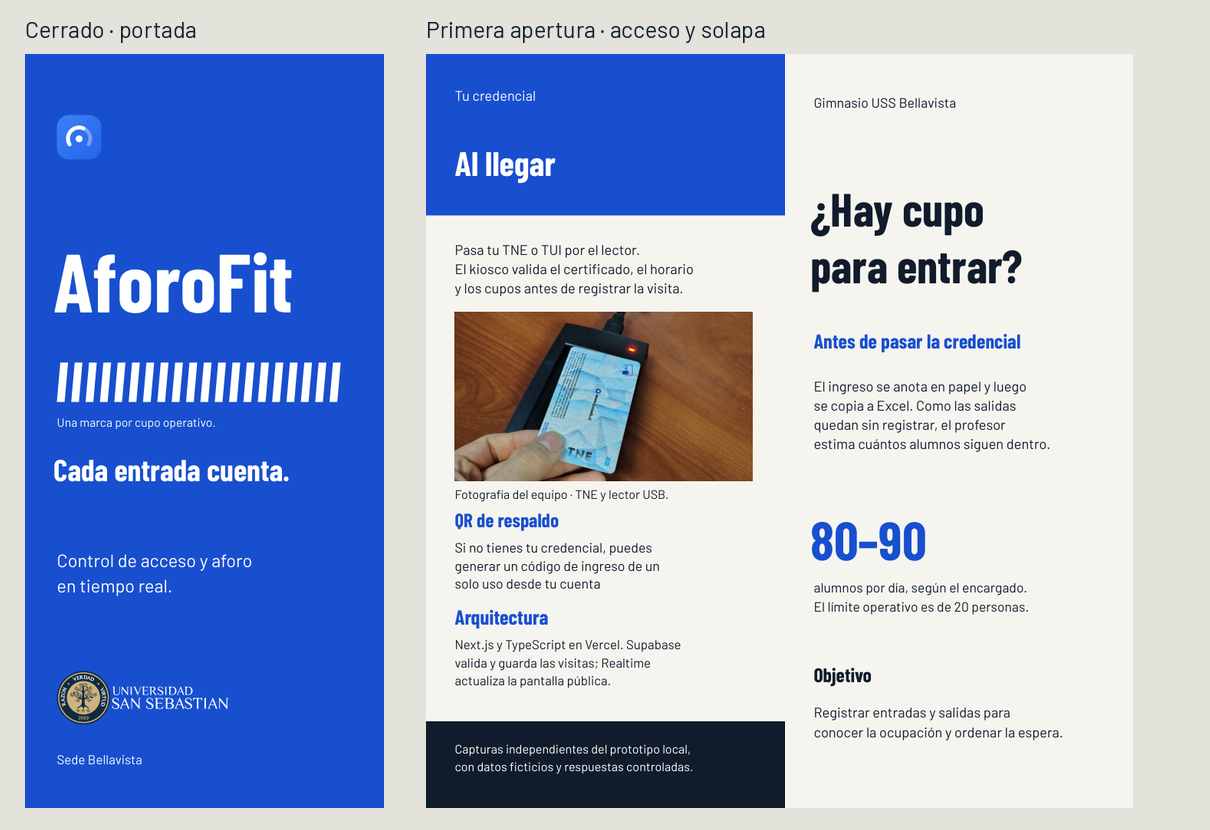 Cerrado · portada
AforoFit
Una marca por cupo operativo.
Cada entrada cuenta.
Control de acceso y aforo
en tiempo real.
RAZON · VERDAD · VIRTUD
UNIVERSIDAD
SAN SEBASTIAN
Sede Bellavista
Primera apertura · acceso y solapa
Tu credencial
Al llegar
Pasa tu TNE o TUI por el lector.
El kiosco valida el certificado, el horario
y los cupos antes de registrar la visita.
TNE
Fotografía del equipo · TNE y lector USB.
QR de respaldo
Si no tienes tu credencial, puedes
generar un código de ingreso de un
solo uso desde tu cuenta
Arquitectura
Next.js y TypeScript en Vercel. Supabase
valida y guarda las visitas; Realtime
actualiza la pantalla pública.
Capturas independientes del prototipo local,
con datos ficticios y respuestas controladas.
Gimnasio USS Bellavista
¿Hay cupo
para entrar?
Antes de pasar la credencial
El ingreso se anota en papel y luego
se copia a Excel. Como las salidas
quedan sin registrar, el profesor
estima cuántos alumnos siguen dentro.
80–90
alumnos por día, según el encargado.
El límite operativo es de 20 personas.
Objetivo
Registrar entradas y salidas para
conocer la ocupación y ordenar la espera.